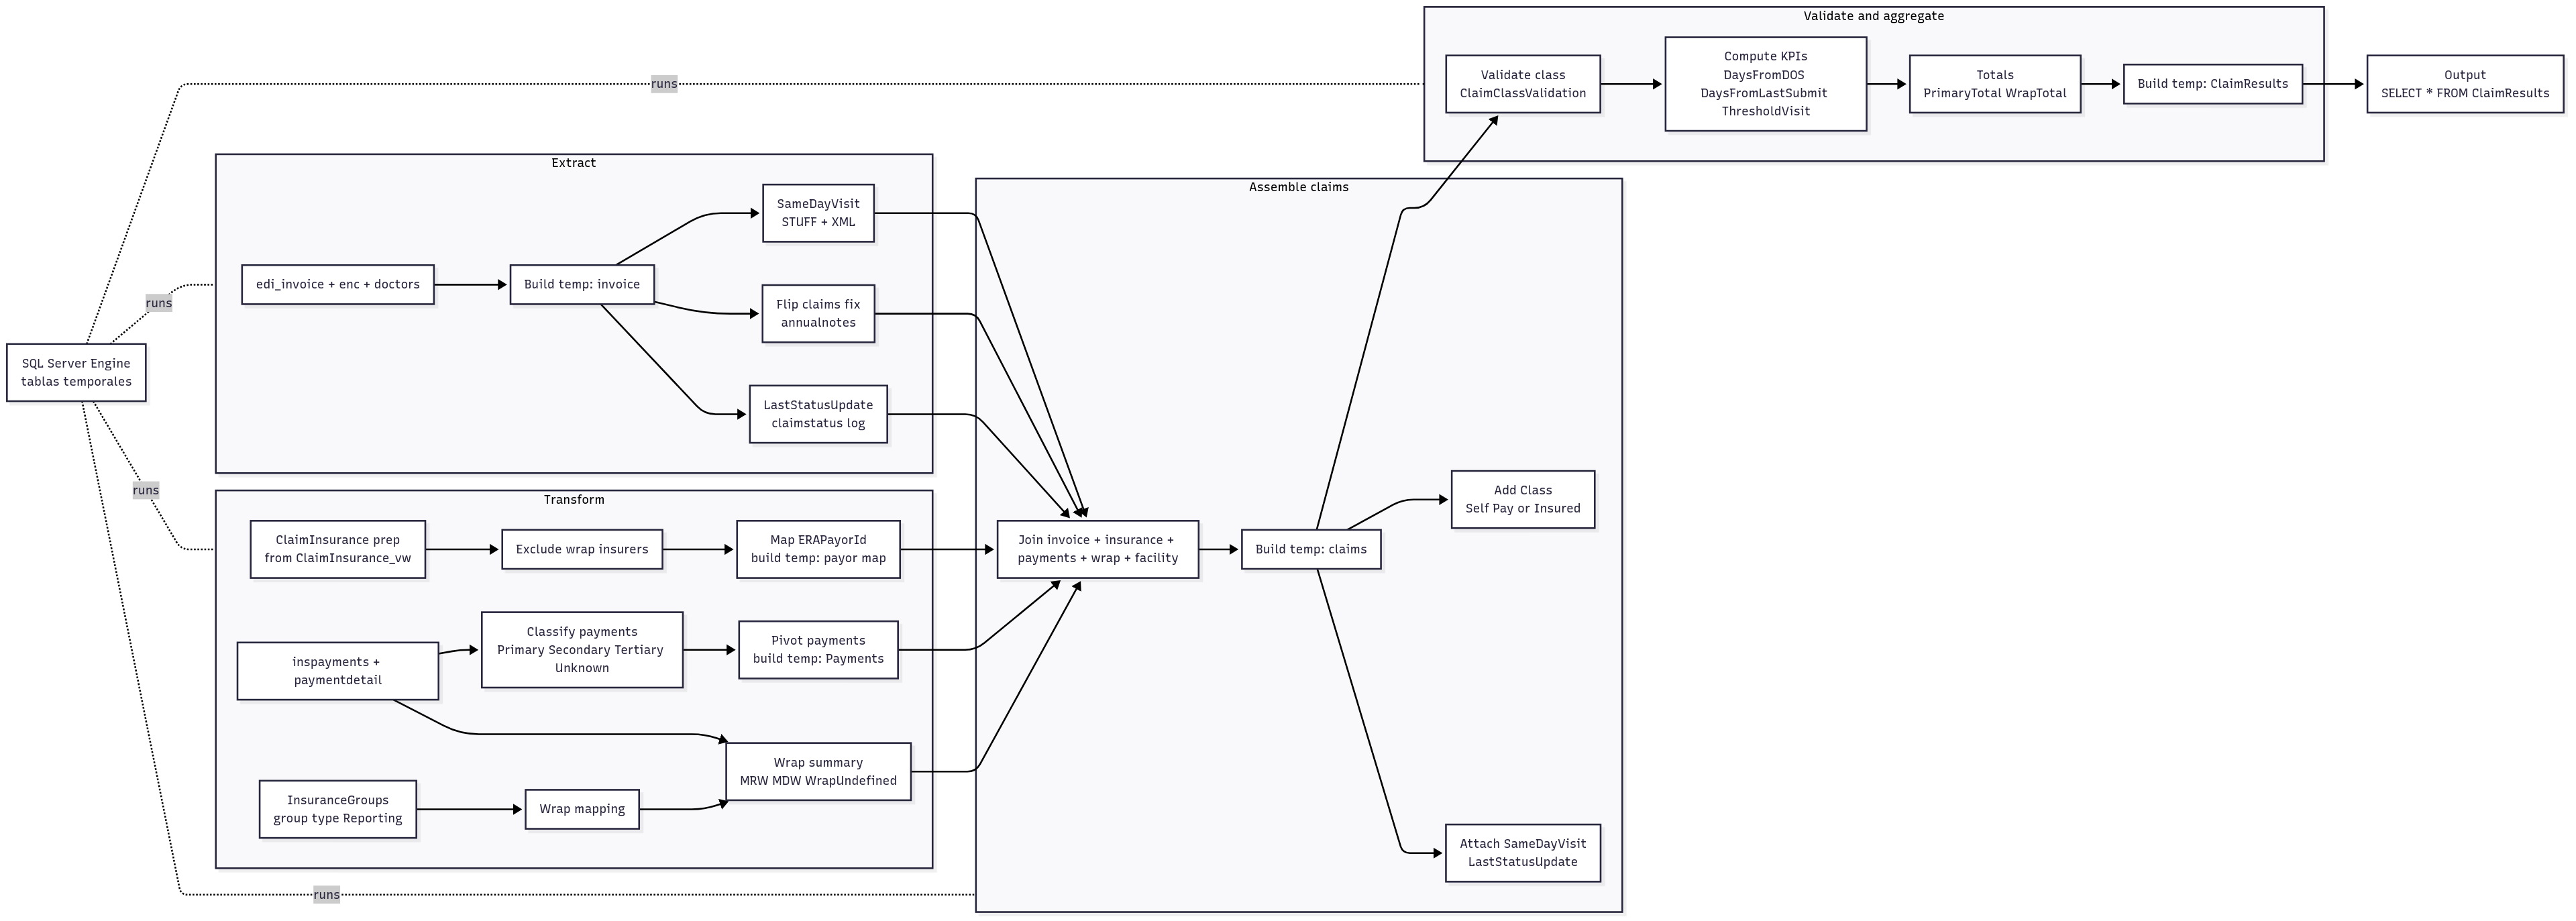 Validate and aggregate
Validate class
ClaimClassValidation
Compute KPIs
DaysFromDOS
DaysFromLastSubmit
ThresholdVisit
Totals
PrimaryTotal WrapTotal
Build temp: ClaimResults
Output
SELECT * FROM ClaimResults
runs
Extract
edi_invoice + enc + doctors
Build temp: invoice
SameDayVisit
STUFF + XML
Flip claims fix
annualnotes
LastStatusUpdate
claimstatus log
runs
SQL Server Engine
tablas temporales
runs
Transform
ClaimInsurance prep
from ClaimInsurance_vw
Exclude wrap insurers
Map ERAPayorId
build temp: payor map
inspayments +
paymentdetail
Classify payments
Primary Secondary Tertiary
Unknown
Pivot payments
build temp: Payments
Wrap summary
MRW MDW WrapUndefined
InsuranceGroups
group type Reporting
Wrap mapping
runs
Assemble claims
Join invoice + insurance +
payments + wrap + facility
Build temp: claims
Add Class
Self Pay or Insured
Attach SameDayVisit
LastStatusUpdate